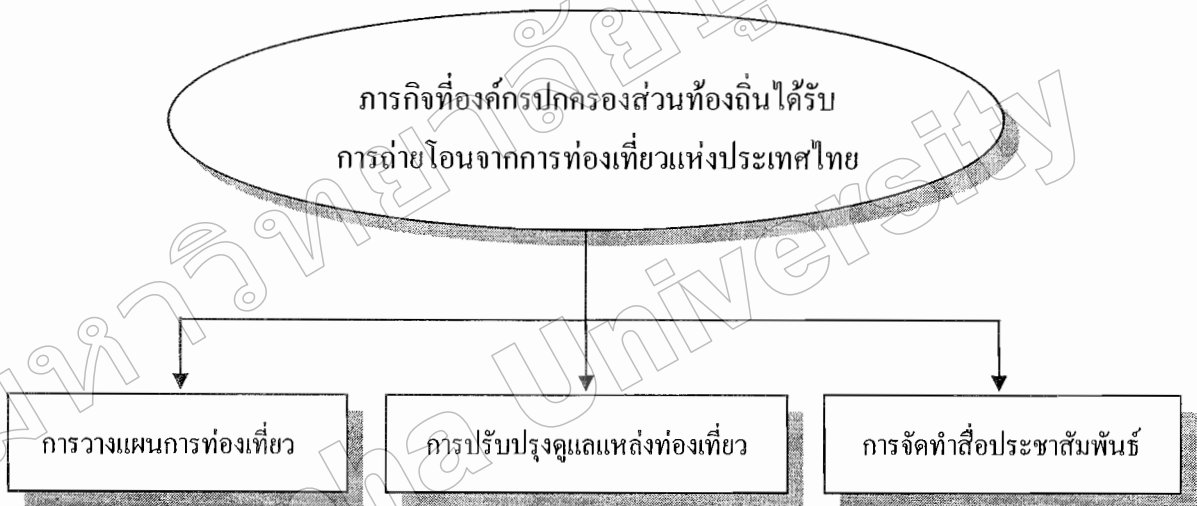 ภารกิจที่องค์กรปกครองส่วนท้องถิ่นได้รับ
การถ่ายโอนจากการท่องเที่ยวแห่งประเทศไทย
การวางแผนการท่องเที่ยว
การปรับปรุงดูแลแหล่งท่องเที่ยว
การจัดทำสื่อประชาสัมพันธ์
University